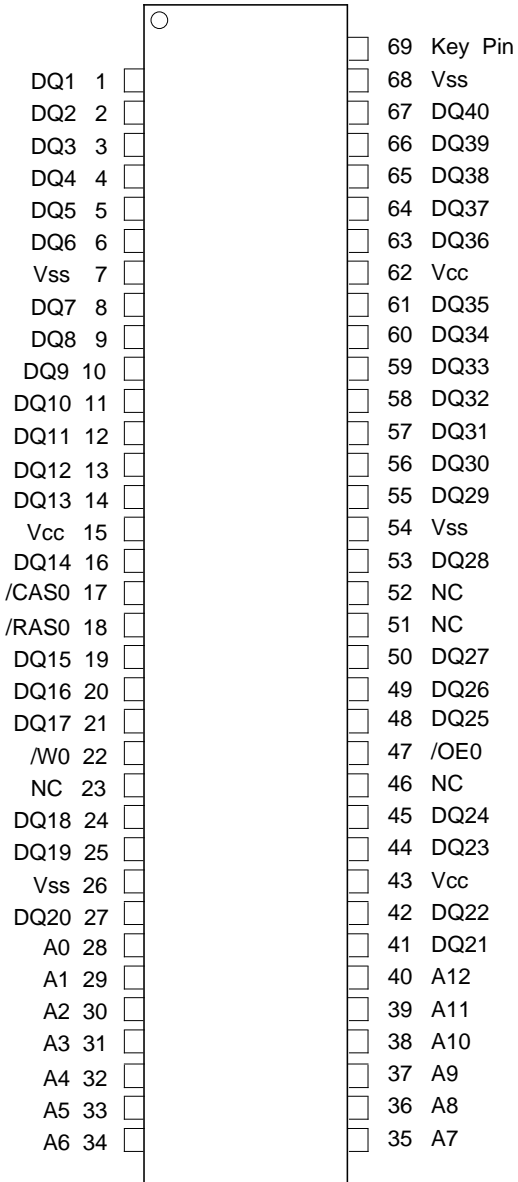 69 Key Pin
DQ1 1 68 Vss
DQ2 2 67 DQ40
DQ3 3 66 DQ39
DQ4 4 65 DQ38
DQ5 5 64 DQ37
DQ6 6 63 DQ36
Vss 7 62 Vcc
DQ7 8 61 DQ35
DQ8 9 60 DQ34
DQ9 10 59 DQ33
DQ10 11 58 DQ32
DQ11 12 57 DQ31
DQ12 13 56 DQ30
DQ13 14 55 DQ29
Vcc 15 54 Vss
DQ14 16 53 DQ28
/CAS0 17 52 NC
/RAS0 18 51 NC
DQ15 19 50 DQ27
DQ16 20 49 DQ26
DQ17 21 48 DQ25
/W0 22 47 /OE0
NC 23 46 NC
DQ18 24 45 DQ24
DQ19 25 44 DQ23
Vss 26 43 Vcc
DQ20 27 42 DQ22
A0 28 41 DQ21
A1 29 40 A12
A2 30 39 A11
A3 31 38 A10
A4 32 37 A9
A5 33 36 A8
A6 34 35 A7